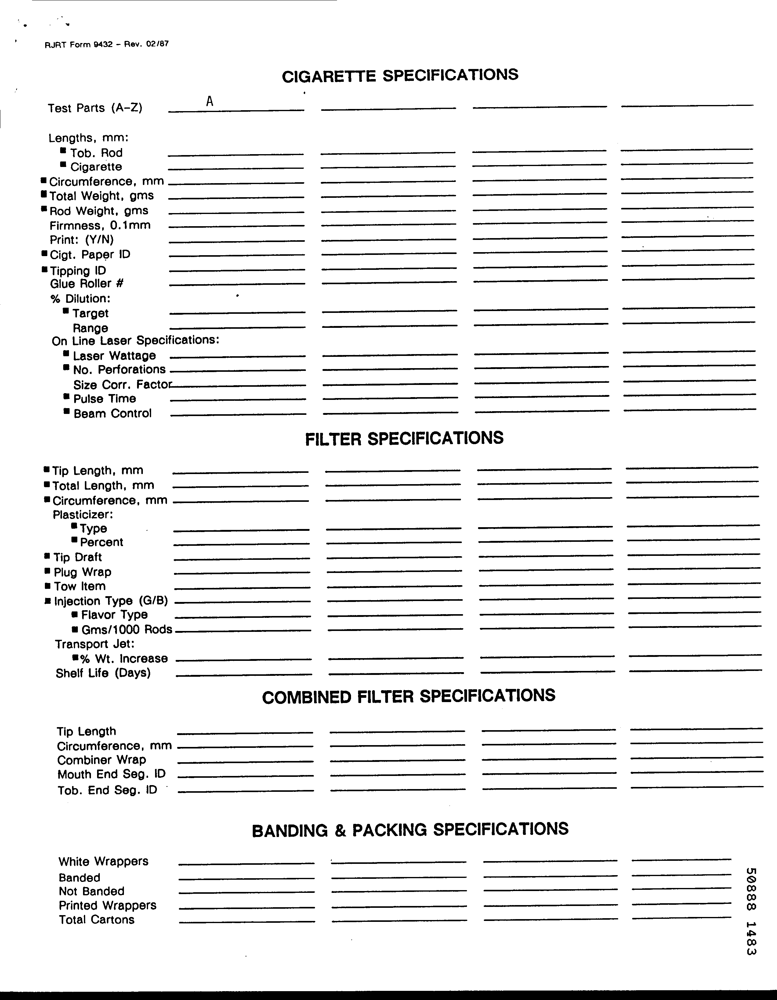 RJRT Form 9432 - Rev. 02/87
CIGARETTE SPECIFICATIONS
Test Parts (A-Z) A
Lengths, mm:
■ Tob. Rod
■ Cigarette
■ Circumference, mm
■ Total Weight, gms
■ Rod Weight, gms
Firmness, 0.1mm
Print: (Y/N)
■ Cigt. Paper ID
■ Tipping ID
Glue Roller #
% Dilution:
■ Target
Range
On Line Laser Specifications:
■ Laser Wattage
■ No. Perforations
Size Corr. Factor
■ Pulse Time
■ Beam Control
FILTER SPECIFICATIONS
■ Tip Length, mm
■ Total Length, mm
■ Circumference, mm
Plasticizer:
■ Type
■ Percent
■ Tip Draft
■ Plug Wrap
■ Tow Item
■ Injection Type (G/B)
■ Flavor Type
■ Gms/1000 Rods
Transport Jet:
■ % Wt. Increase
Shelf Life (Days)
COMBINED FILTER SPECIFICATIONS
Tip Length
Circumference, mm
Combiner Wrap
Mouth End Seg. ID
Tob. End Seg. ID
BANDING & PACKING SPECIFICATIONS
White Wrappers
Banded
Not Banded
Printed Wrappers
Total Cartons
50888 1483